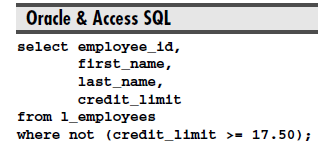 Oracle & Access SQL
select employee_id,
first_name,
last_name,
credit_limit
from l_employees
where not (credit_limit >= 17.50);